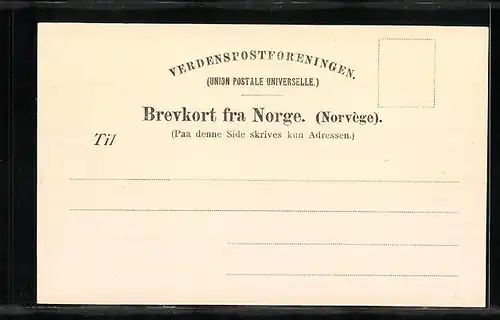 VERDENSPOSTFORENINGEN.
(UNION POSTALE UNIVERSELLE.)
Brevkort fra Norge. (Norvège).
(Paa denne Side skrives kun Adressen.)
Til